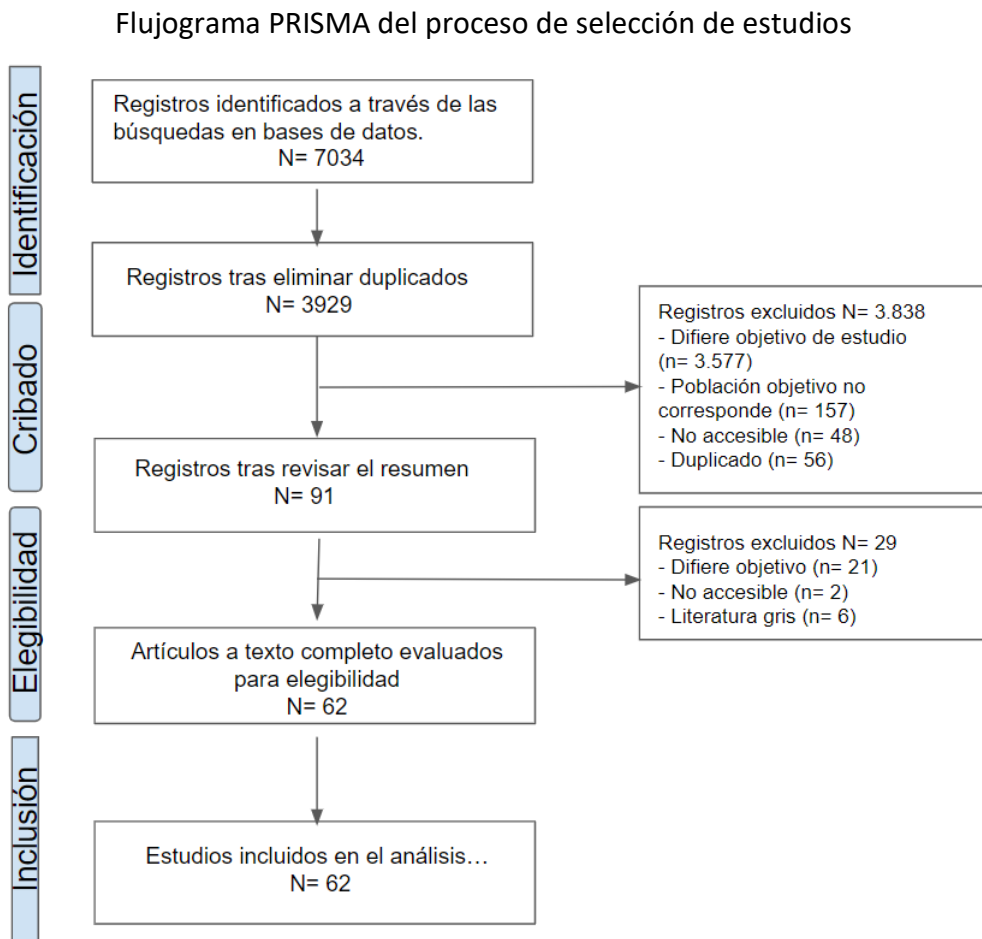 Flujograma PRISMA del proceso de selección de estudios
Identificación
Registros identificados a través de las
búsquedas en bases de datos.
N= 7034
Registros tras eliminar duplicados
N= 3929
Cribado
Registros excluidos N= 3.838
- Difiere objetivo de estudio
(n= 3.577)
- Población objetivo no
corresponde (n= 157)
- No accesible (n= 48)
- Duplicado (n= 56)
Registros tras revisar el resumen
N= 91
Elegibilidad
Registros excluidos N= 29
- Difiere objetivo (n= 21)
- No accesible (n= 2)
- Literatura gris (n= 6)
Artículos a texto completo evaluados
para elegibilidad
N= 62
Inclusión
Estudios incluidos en el análisis…
N= 62